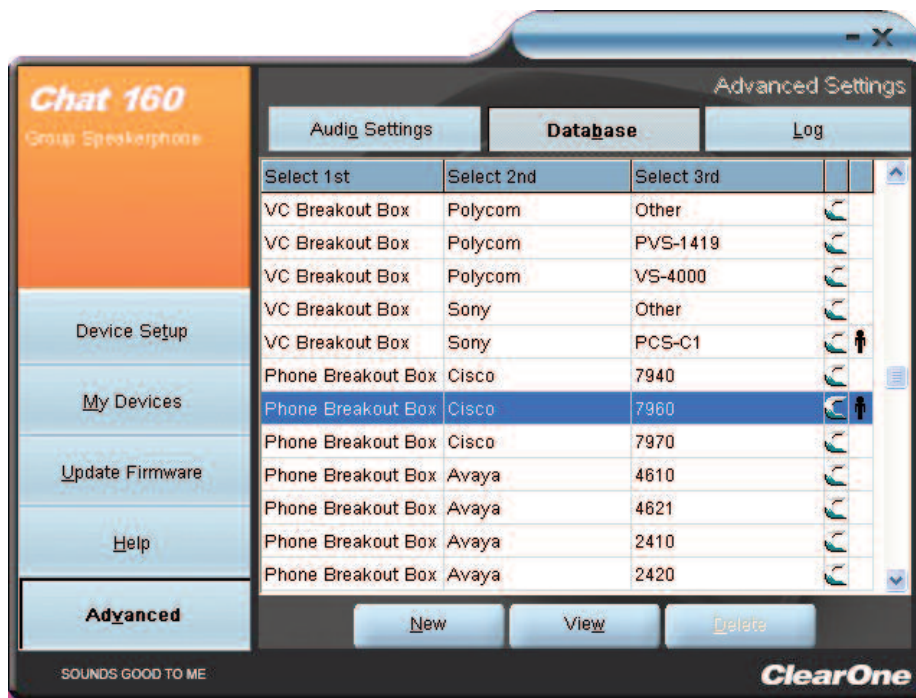 Chat 160
Group Speakerphone
Advanced Settings
Audio Settings Database Log
Select 1st Select 2nd Select 3rd
VC Breakout Box Polycom Other
VC Breakout Box Polycom PVS-1419
VC Breakout Box Polycom VS-4000
VC Breakout Box Sony Other
VC Breakout Box Sony PCS-C1
Phone Breakout Box Cisco 7940
Phone Breakout Box Cisco 7960
Phone Breakout Box Cisco 7970
Phone Breakout Box Avaya 4610
Phone Breakout Box Avaya 4621
Phone Breakout Box Avaya 2410
Phone Breakout Box Avaya 2420
Device Setup
My Devices
Update Firmware
Help
Advanced
New View Delete
SOUNDS GOOD TO ME
ClearOne